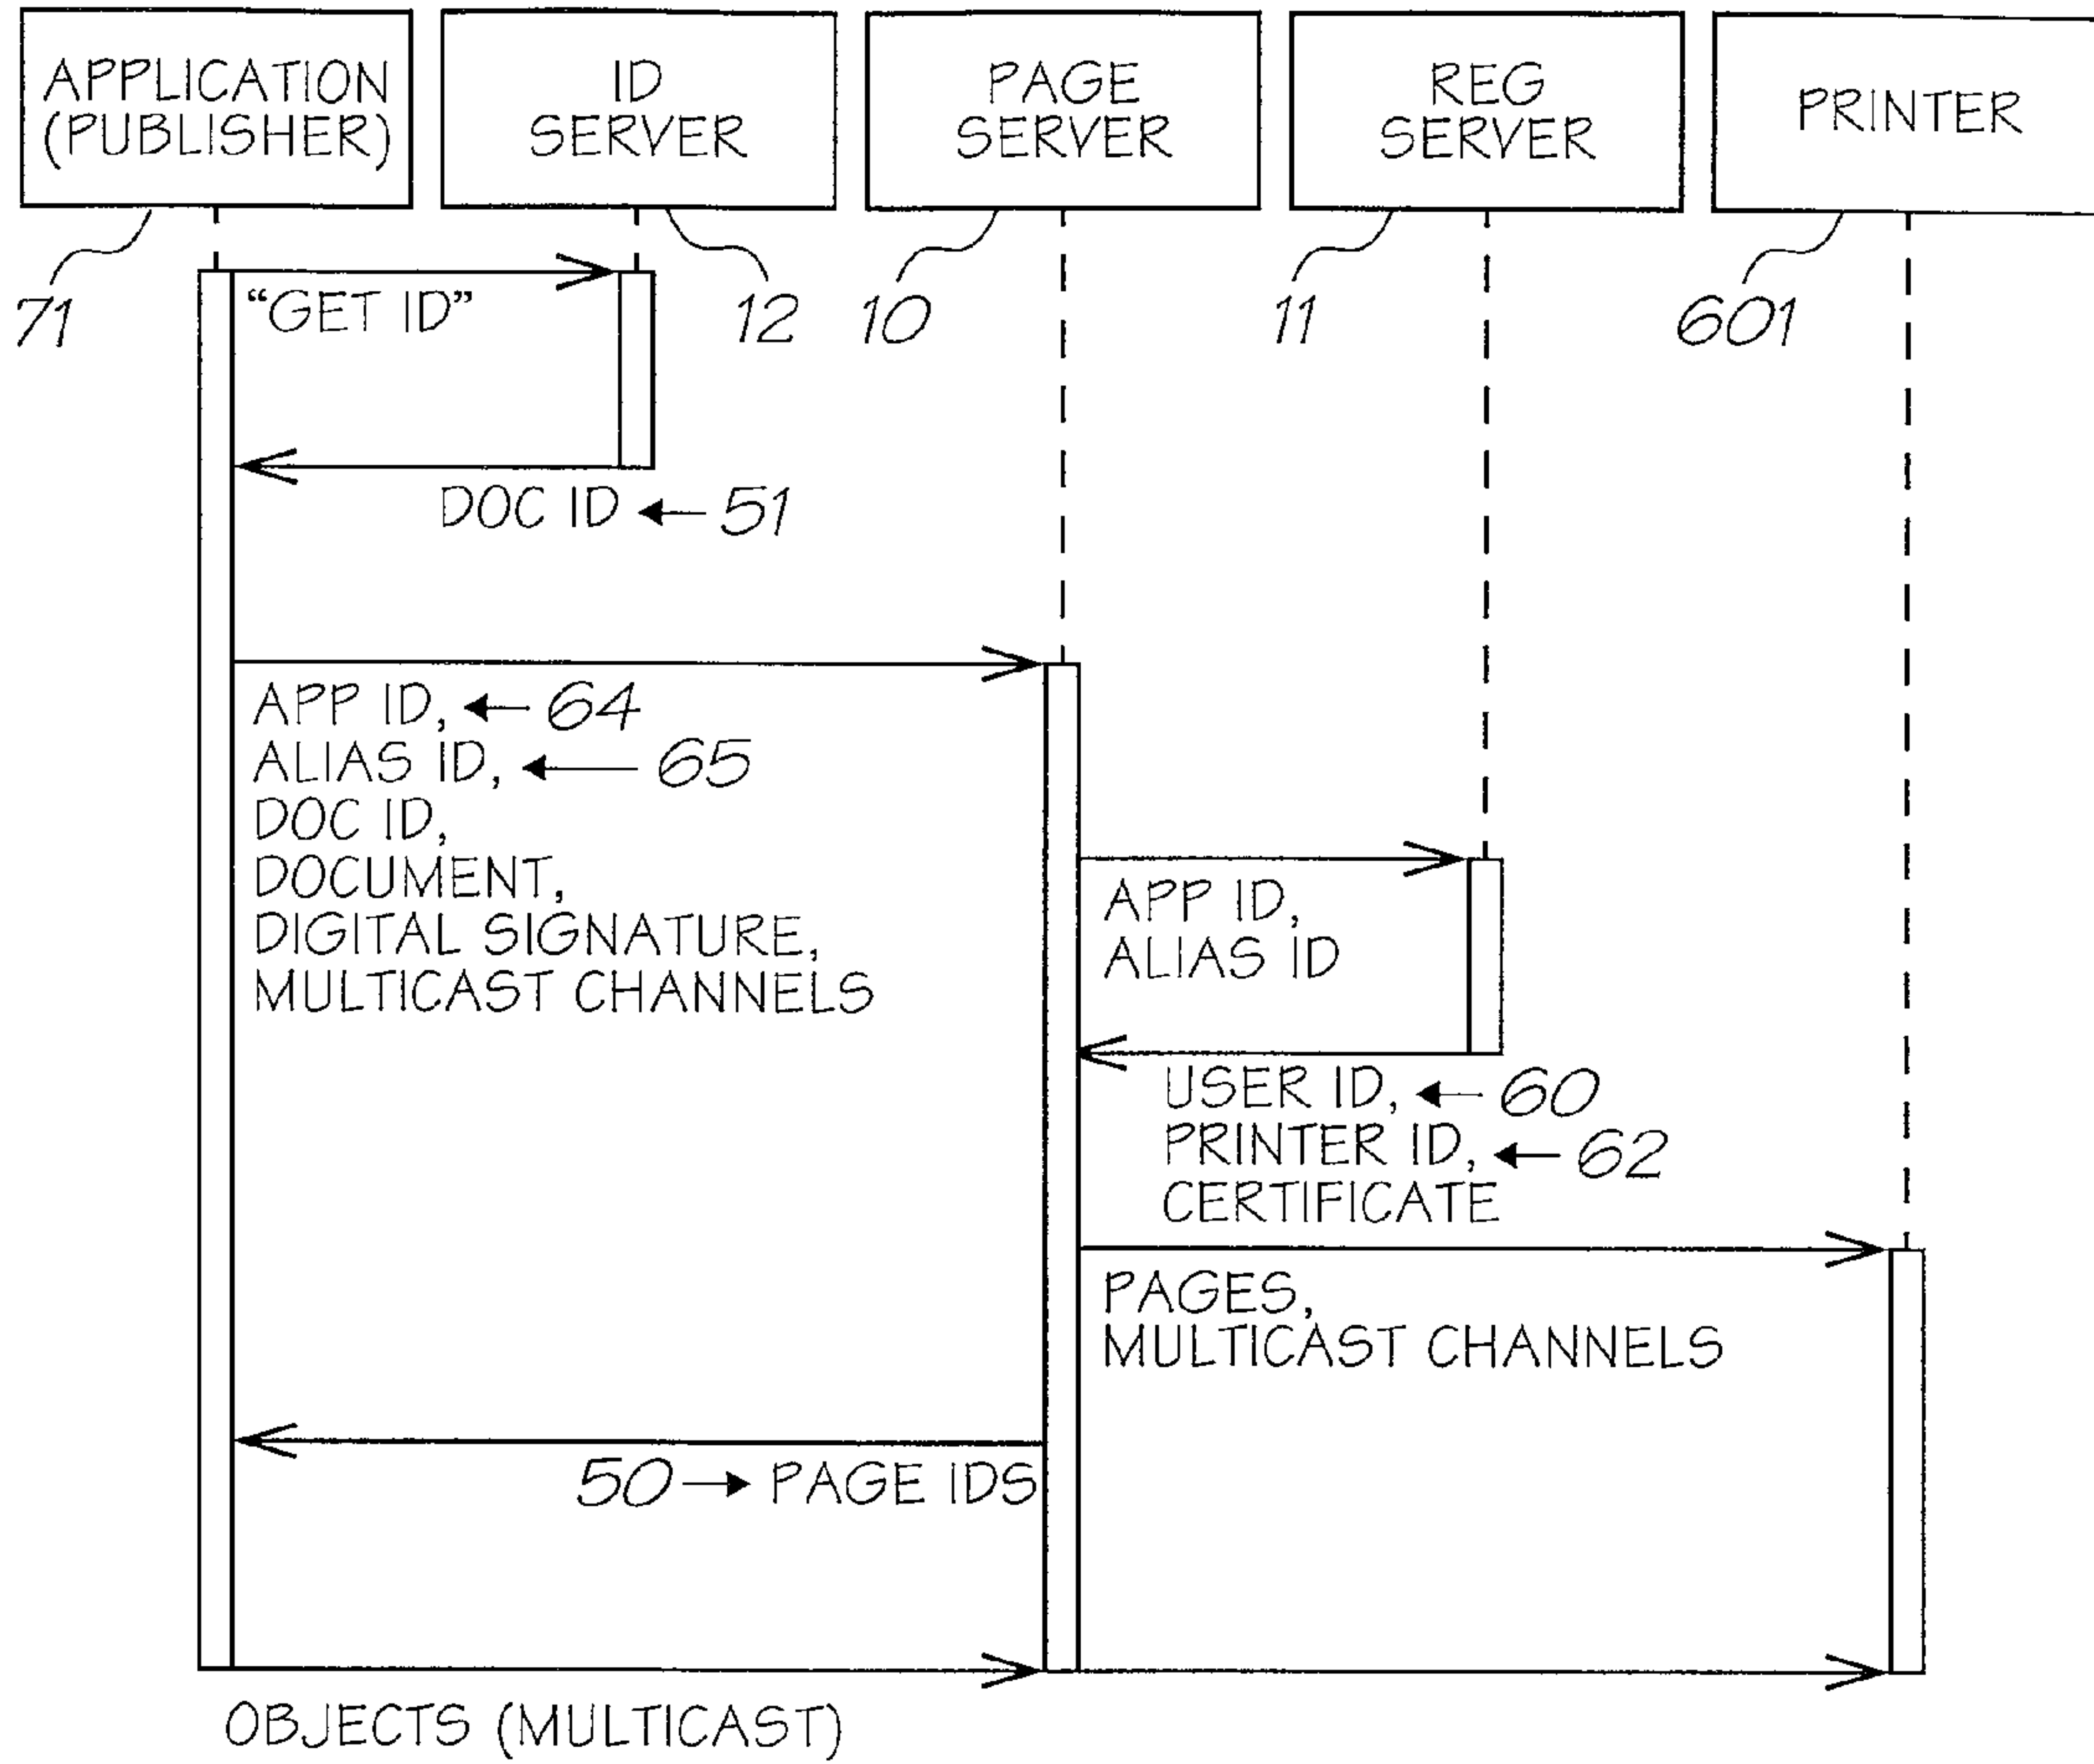 APPLICATION
(PUBLISHER)
ID
SERVER
PAGE
SERVER
REG
SERVER
PRINTER
71
12
10
11
601
“GET ID”
DOC ID 51
APP ID, 64
ALIAS ID, 65
DOC ID,
DOCUMENT,
DIGITAL SIGNATURE,
MULTICAST CHANNELS
APP ID,
ALIAS ID
USER ID, 60
PRINTER ID, 62
CERTIFICATE
PAGES,
MULTICAST CHANNELS
50 PAGE IDS
OBJECTS (MULTICAST)